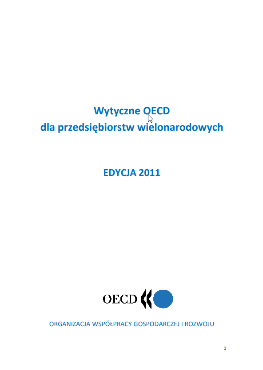 Wytyczne OECD
dla przedsiębiorstw wielonarodowych
EDYCJA 2011
OECD
ORGANIZACJA WSPÓŁPRACY GOSPODARCZEJ I ROZWOJU
1